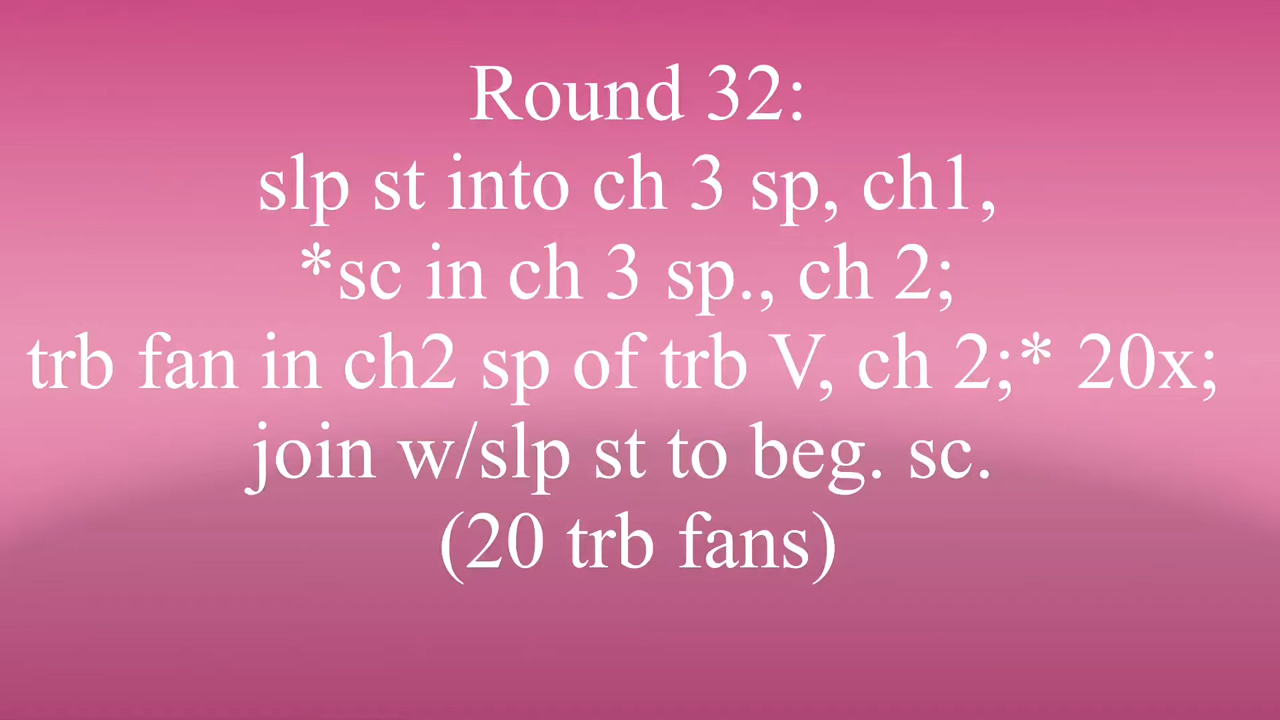 Round 32:
slp st into ch 3 sp, ch1,
*sc in ch 3 sp., ch 2;
trb fan in ch2 sp of trb V, ch 2;* 20x;
join w/slp st to beg. sc.
(20 trb fans)